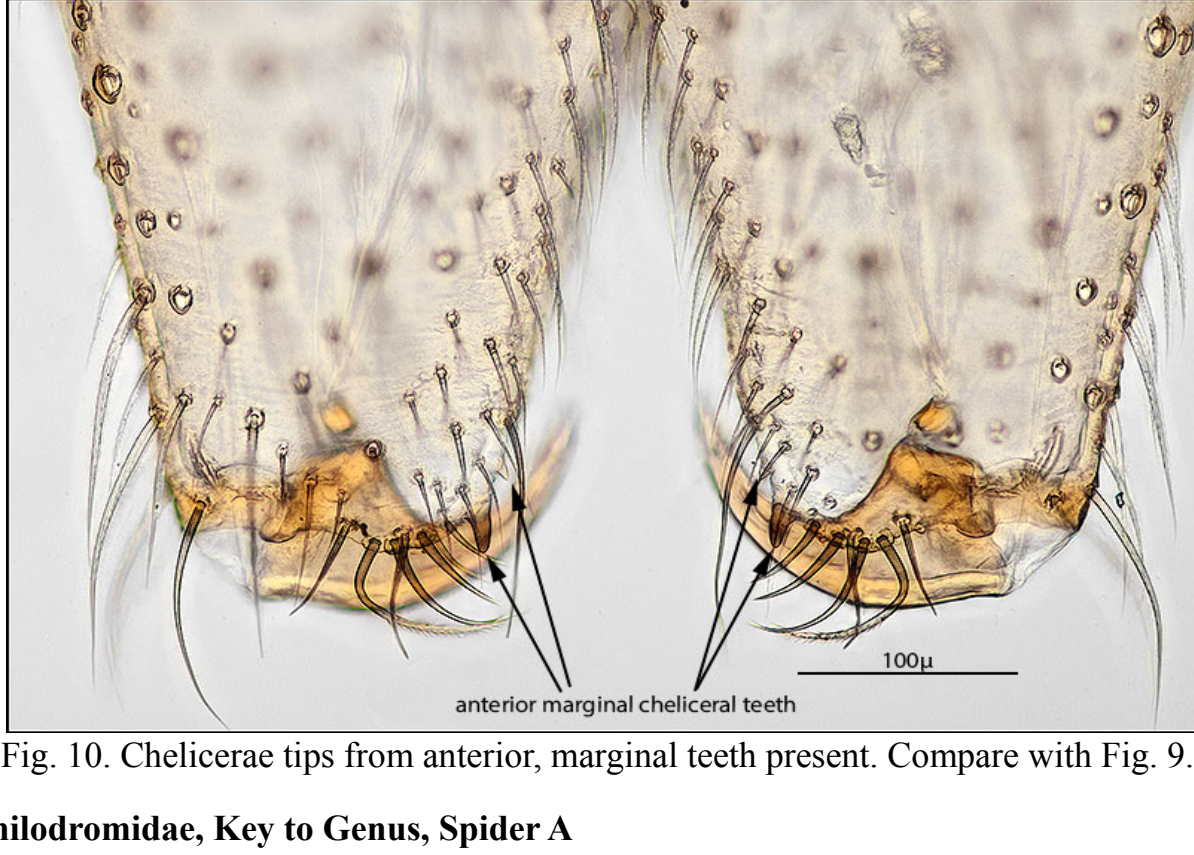 100µ
anterior marginal cheliceral teeth
Fig. 10. Chelicerae tips from anterior, marginal teeth present. Compare with Fig. 9.
hilodromidae, Key to Genus, Spider A